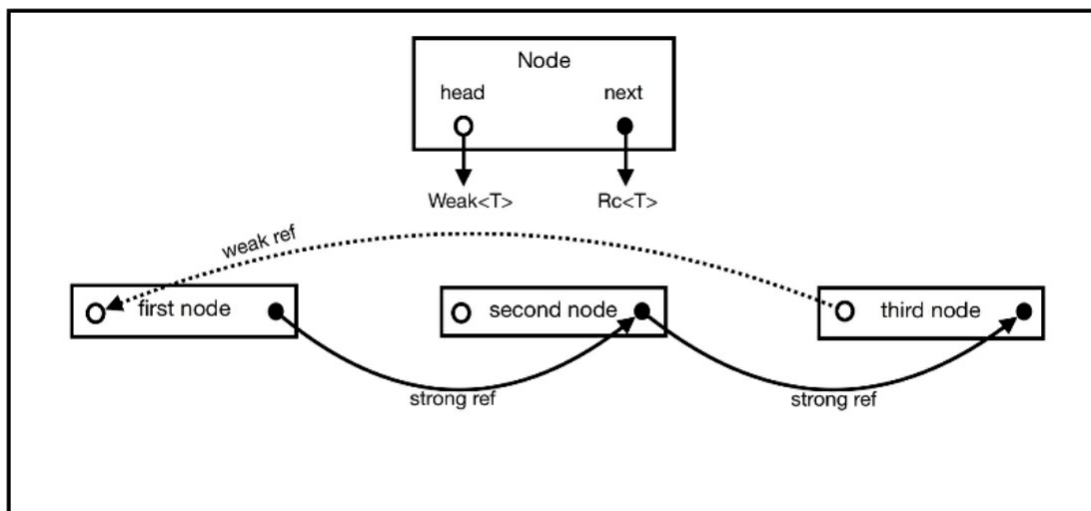 Node
head next
Weak<T> Rc<T>
weak ref
first node second node third node
strong ref strong ref